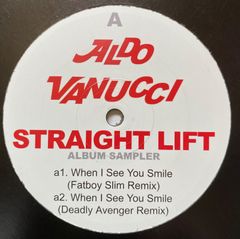 A
ALDO
VANUCCI
STRAIGHT LIFT
ALBUM SAMPLER
a1. When I See You Smile
(Fatboy Slim Remix)
a2. When I See You Smile
(Deadly Avenger Remix)